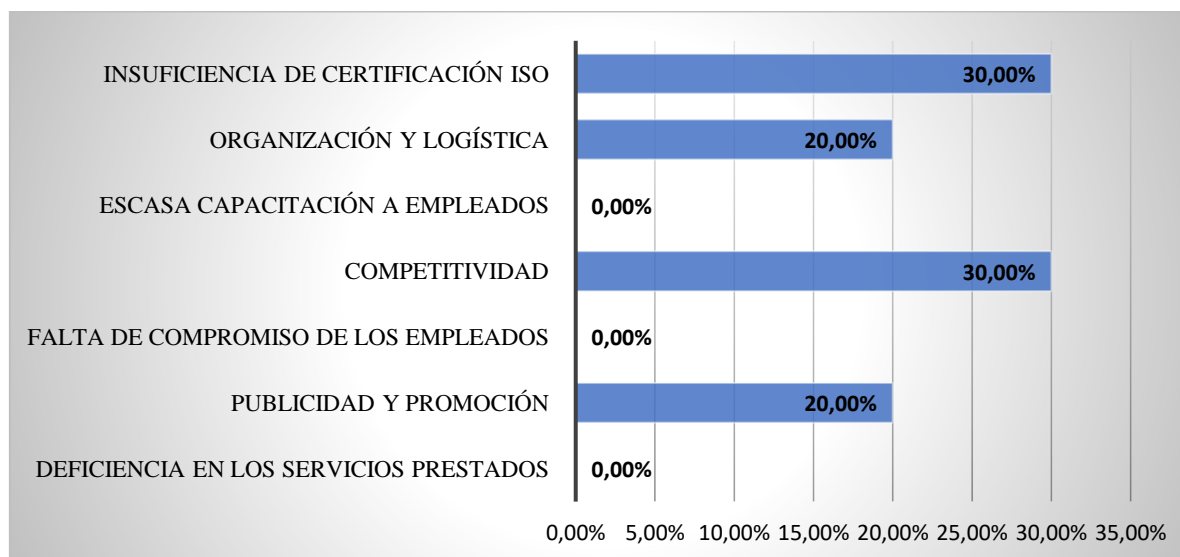 INSUFICIENCIA DE CERTIFICACIÓN ISO 30,00%
ORGANIZACIÓN Y LOGÍSTICA 20,00%
ESCASA CAPACITACIÓN A EMPLEADOS 0,00%
COMPETITIVIDAD 30,00%
FALTA DE COMPROMISO DE LOS EMPLEADOS 0,00%
PUBLICIDAD Y PROMOCIÓN 20,00%
DEFICIENCIA EN LOS SERVICIOS PRESTADOS 0,00%
0,00% 5,00% 10,00% 15,00% 20,00% 25,00% 30,00% 35,00%